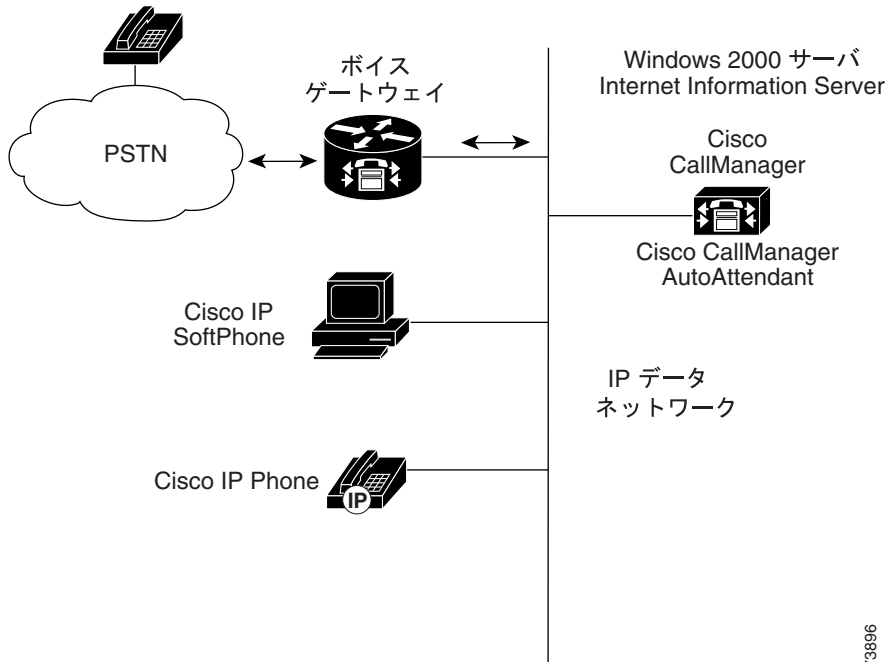 ボイス
ゲートウェイ
Windows 2000 サーバ
Internet Information Server
PSTN
Cisco
CallManager
Cisco CallManager
AutoAttendant
Cisco IP
SoftPhone
IP データ
ネットワーク
Cisco IP Phone
IP
73896